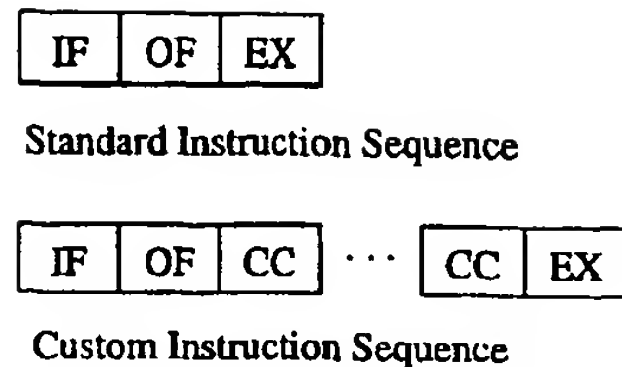 IF OF EX
Standard Instruction Sequence
IF OF CC ... CC EX
Custom Instruction Sequence